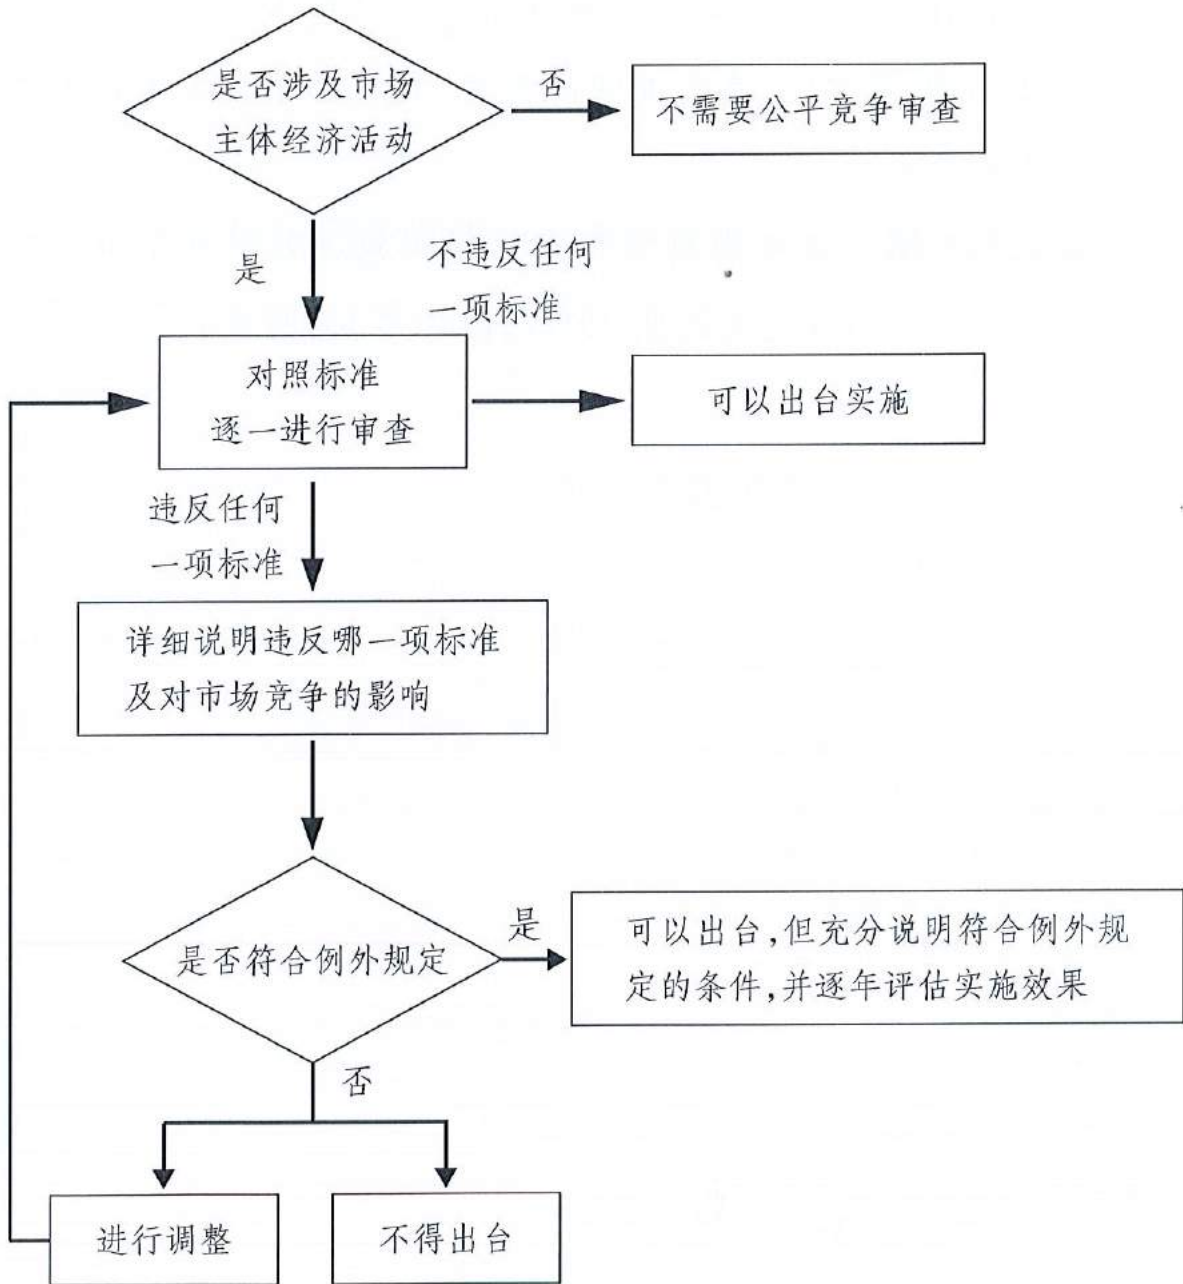 是否涉及市场
主体经济活动
否
不需要公平竞争审查
是
不违反任何
一项标准
对照标准
逐一进行审查
可以出台实施
违反任何
一项标准
详细说明违反哪一项标准
及对市场竞争的影响
是否符合例外规定
是
可以出台,但充分说明符合例外规
定的条件,并逐年评估实施效果
否
进行调整
不得出台